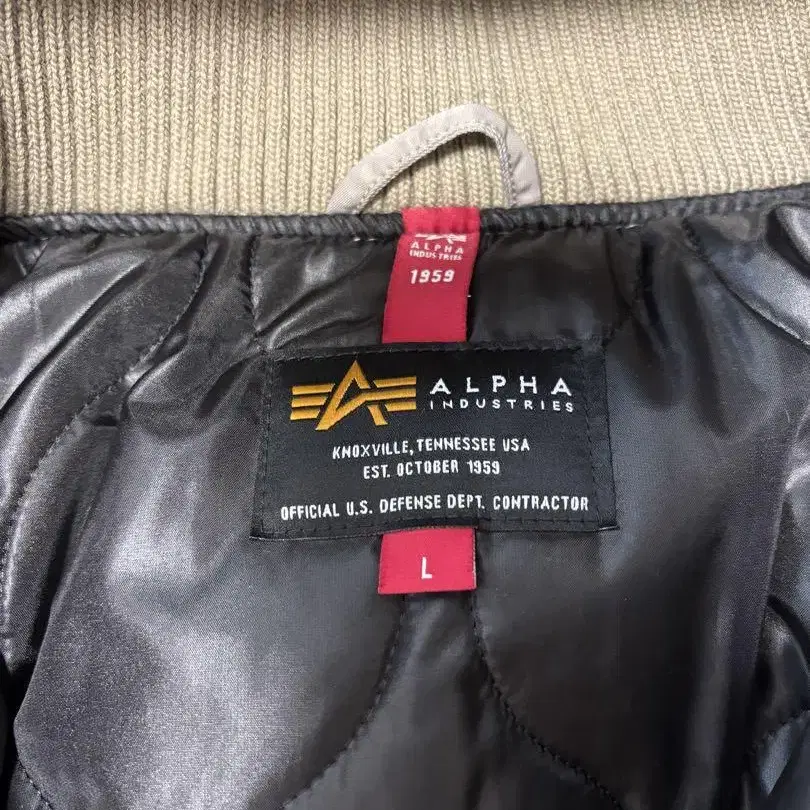 ALPHA
INDUSTRIES
1959
ALPHA
INDUSTRIES
KNOXVILLE, TENNESSEE USA
EST. OCTOBER 1959
OFFICIAL U.S. DEFENSE DEPT. CONTRACTOR
L